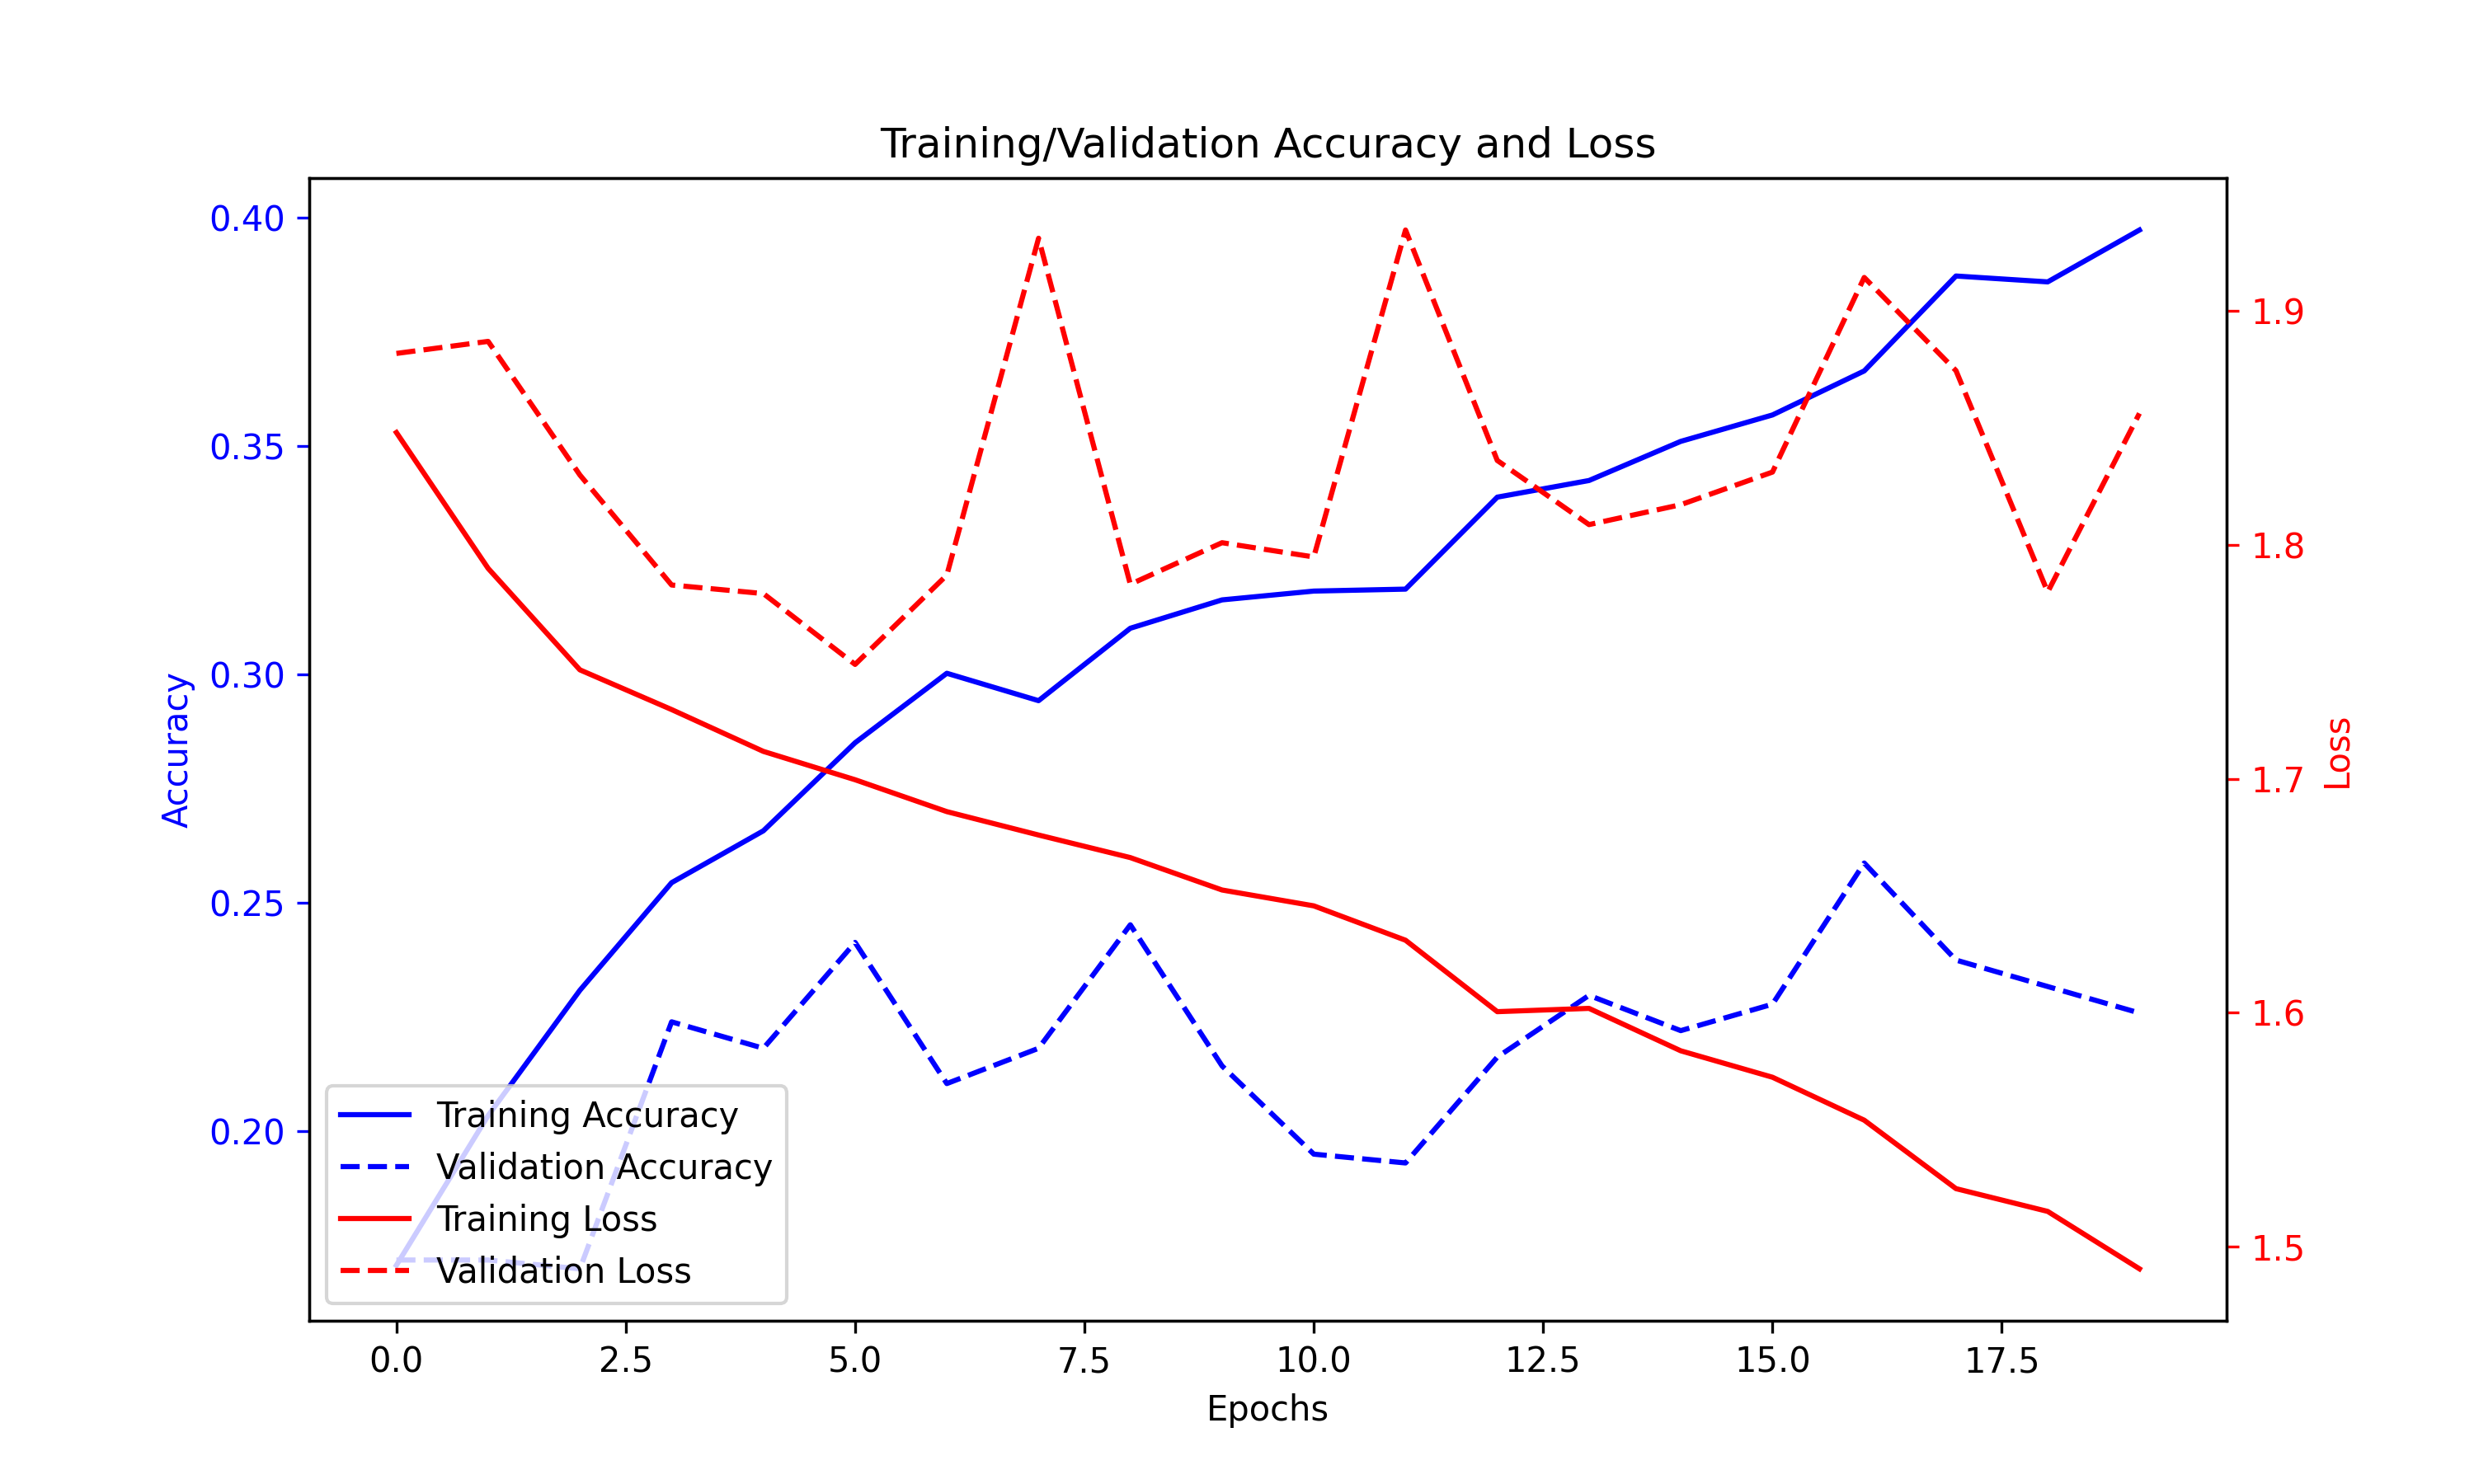 Training/Validation Accuracy and Loss
0.40
0.35
0.30
0.25
0.20
Accuracy
1.9
1.8
1.7
1.6
1.5
Loss
Training Accuracy
Validation Accuracy
Training Loss
Validation Loss
0.0 2.5 5.0 7.5 10.0 12.5 15.0 17.5
Epochs